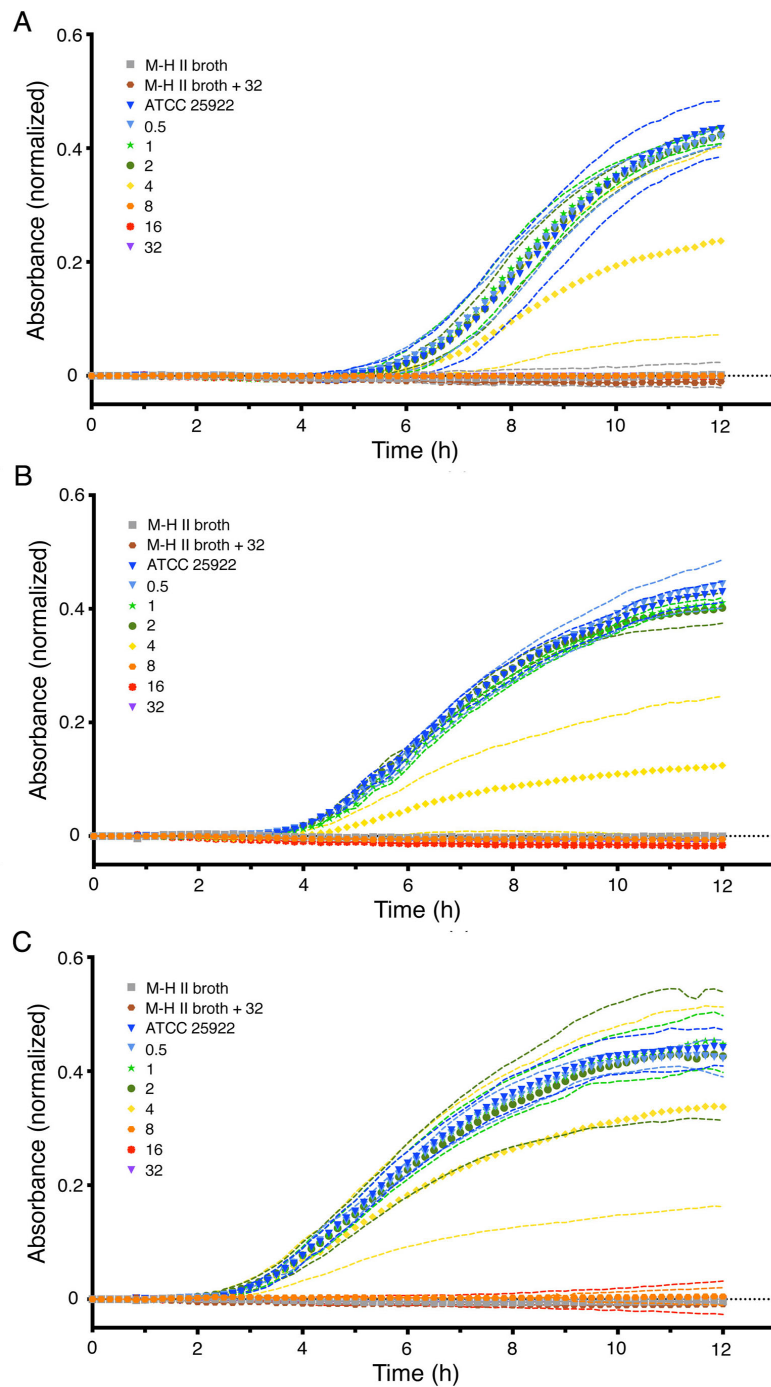 A
0.6
M-H II broth
M-H II broth + 32
ATCC 25922
0.5
1
2
4
8
16
32
0.4
0.2
0
Absorbance (normalized)
0 2 4 6 8 10 12
Time (h)
B
0.6
M-H II broth
M-H II broth + 32
ATCC 25922
0.5
1
2
4
8
16
32
0.4
0.2
0
Absorbance (normalized)
0 2 4 6 8 10 12
Time (h)
C
0.6
M-H II broth
M-H II broth + 32
ATCC 25922
0.5
1
2
4
8
16
32
0.4
0.2
0
Absorbance (normalized)
0 2 4 6 8 10 12
Time (h)